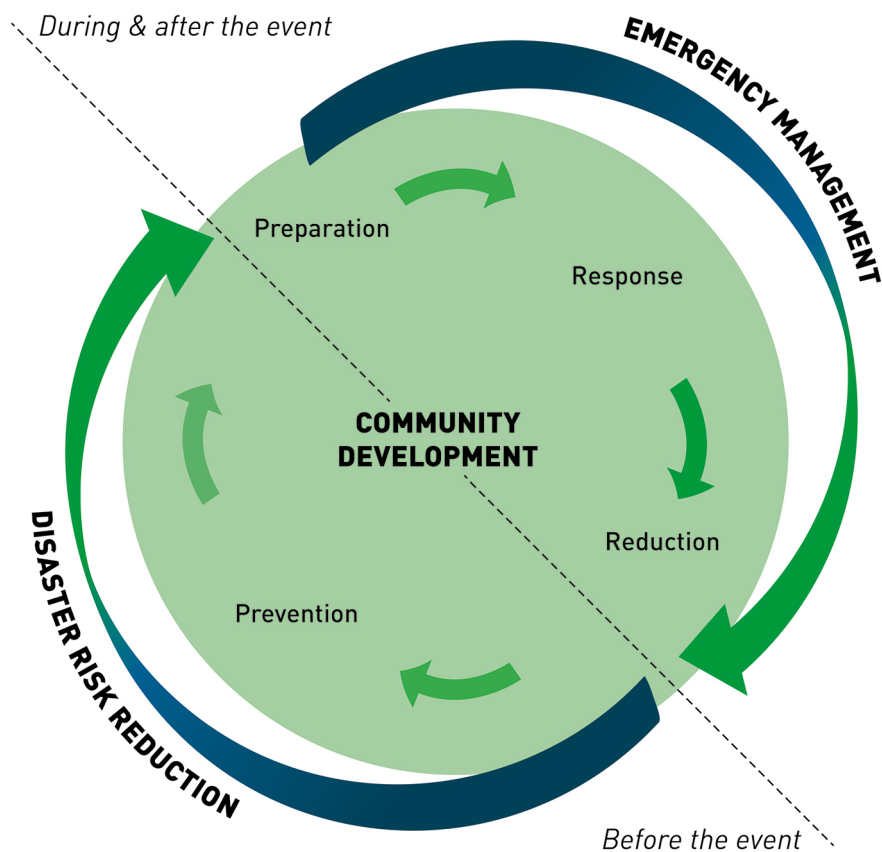 During & after the event
EMERGENCY MANAGEMENT
Preparation
Response
COMMUNITY
DEVELOPMENT
Reduction
Prevention
DISASTER RISK REDUCTION
Before the event